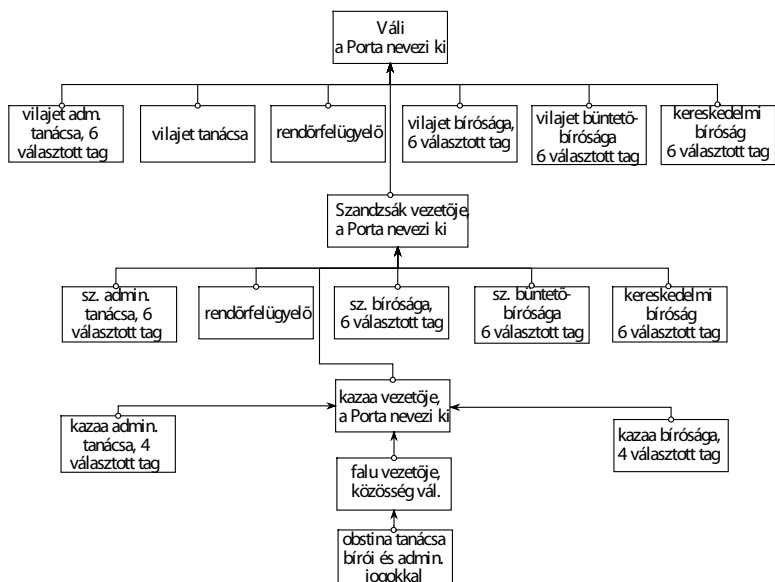 Váli
a Porta nevezi ki
vilajet adm.
tanácsa, 6
választott tag
vilajet tanácsa
rendõrfelügyelõ
vilajet bírósága,
6 választott tag
vilajet büntetõ-
bírósága
6 választott tag
kereskedelmi
bíróság
6 választott tag
Szandzsák vezetője,
a Porta nevezi ki
sz. admin.
tanácsa, 6
választott tag
rendõrfelügyelõ
sz. bírósága,
6 választott tag
sz. büntetõ-
bírósága
6 választott tag
kereskedelmi
bíróság
6 választott tag
kazaa vezetője,
a Porta nevezi ki
kazaa admin.
tanácsa, 4
választott tag
kazaa bírósága,
4 választott tag
falu vezetője,
közösség vál.
obstina tanácsa
bírói és admin.
jogokkal